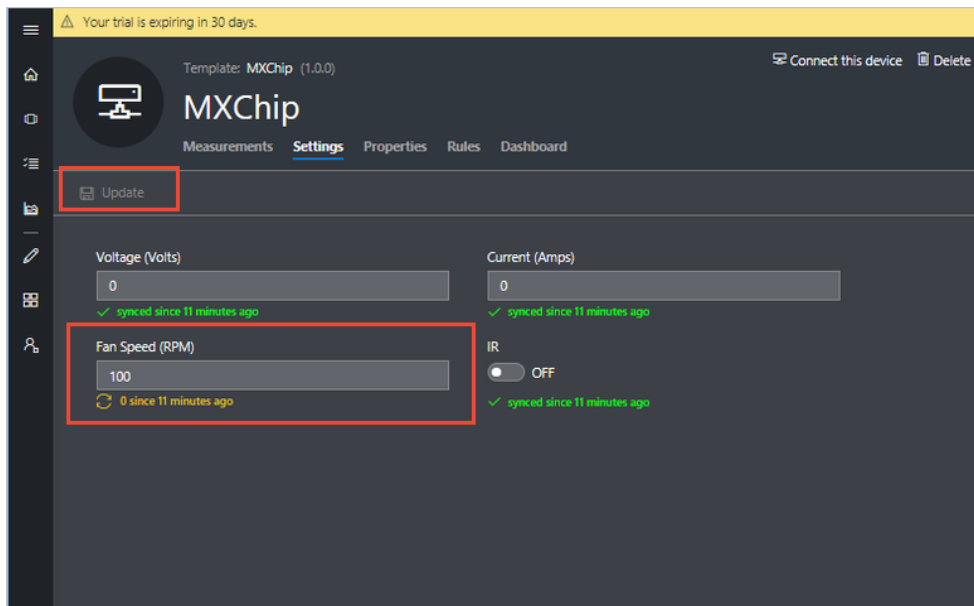 Your trial is expiring in 30 days.
Connect this device Delete
Template: MXChip (1.0.0)
MXChip
Measurements Settings Properties Rules Dashboard
Update
Voltage (Volts)
0
synced since 11 minutes ago
Current (Amps)
0
synced since 11 minutes ago
Fan Speed (RPM)
100
0 since 11 minutes ago
IR
OFF
synced since 11 minutes ago